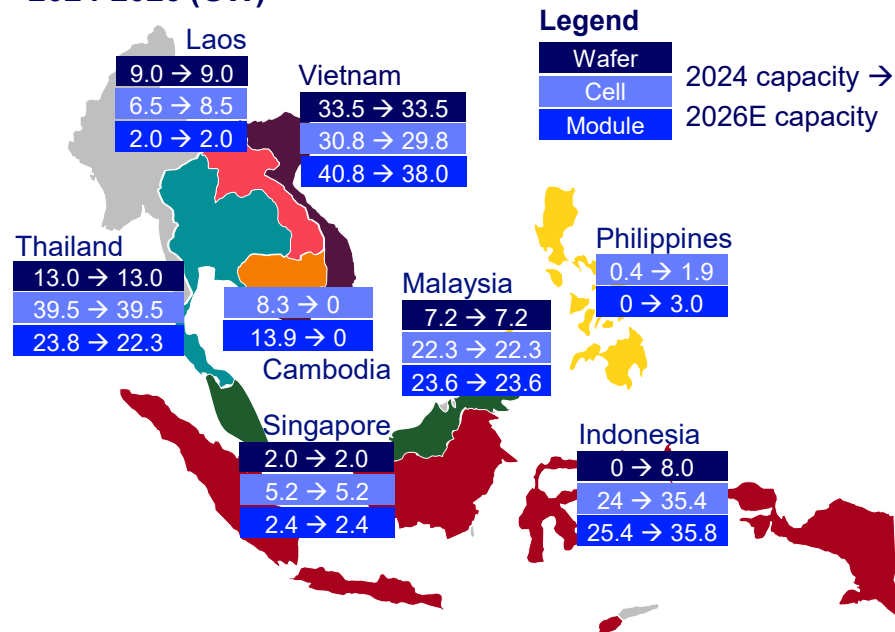 Legend
Wafer
Cell
Module
2024 capacity →
2026E capacity
Laos
9.0 → 9.0
6.5 → 8.5
2.0 → 2.0
Vietnam
33.5 → 33.5
30.8 → 29.8
40.8 → 38.0
Thailand
13.0 → 13.0
39.5 → 39.5
23.8 → 22.3
8.3 → 0
13.9 → 0
Cambodia
Malaysia
7.2 → 7.2
22.3 → 22.3
23.6 → 23.6
Philippines
0.4 → 1.9
0 → 3.0
Singapore
2.0 → 2.0
5.2 → 5.2
2.4 → 2.4
Indonesia
0 → 8.0
24 → 35.4
25.4 → 35.8